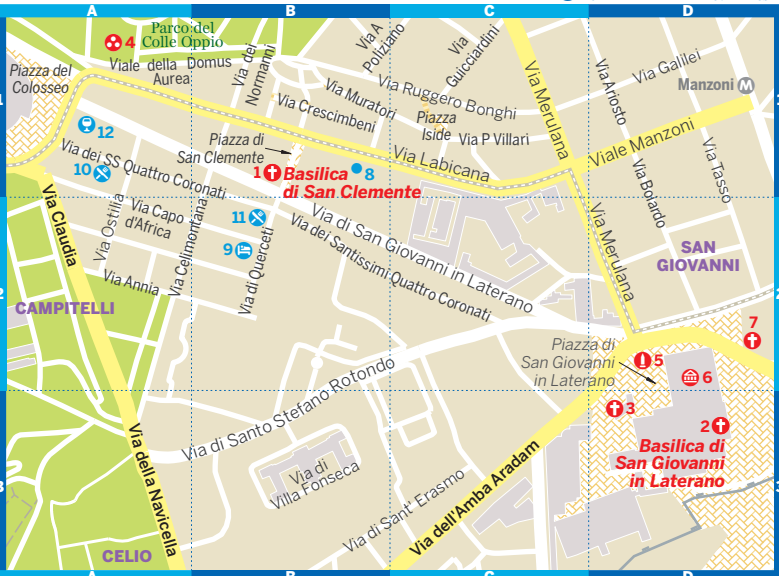 A
B
C
D
4
Parco del
Colle Oppio
Piazza del
Colosseo
Viale della Domus
Aurea
Via dei
Normanni
Via A
Poliziano
Via
Guicciardini
Via Merulana
Via Ariosto
Via Galilei
Manzoni M
1
Via Muratori
Via Ruggero Bonghi
Via Crescimbeni
Piazza
Iside
Via P Villari
Viale Manzoni
12
Piazza di
San Clemente
Via Labicana
Via dei SS Quattro Coronati
10
1
Basilica
di San Clemente
8
Via Tasso
Via Boiardo
Via Claudia
Via Ostilia
Via Capo
d'Africa
Via Celimontana
11
9
Via di Querceti
Via di San Giovanni in Laterano
Via dei Santissimi Quattro Coronati
Via Merulana
SAN
GIOVANNI
2
2
Via Annia
CAMPITELLI
7
Piazza di
San Giovanni
in Laterano
5
6
3
2
Basilica di
San Giovanni
in Laterano
Via di Santo Stefano Rotondo
Via della Navicella
Via di
Villa Fonseca
Via di Sant' Erasmo
Via dell'Amba Aradam
3
3
CELIO
A
B
C
D